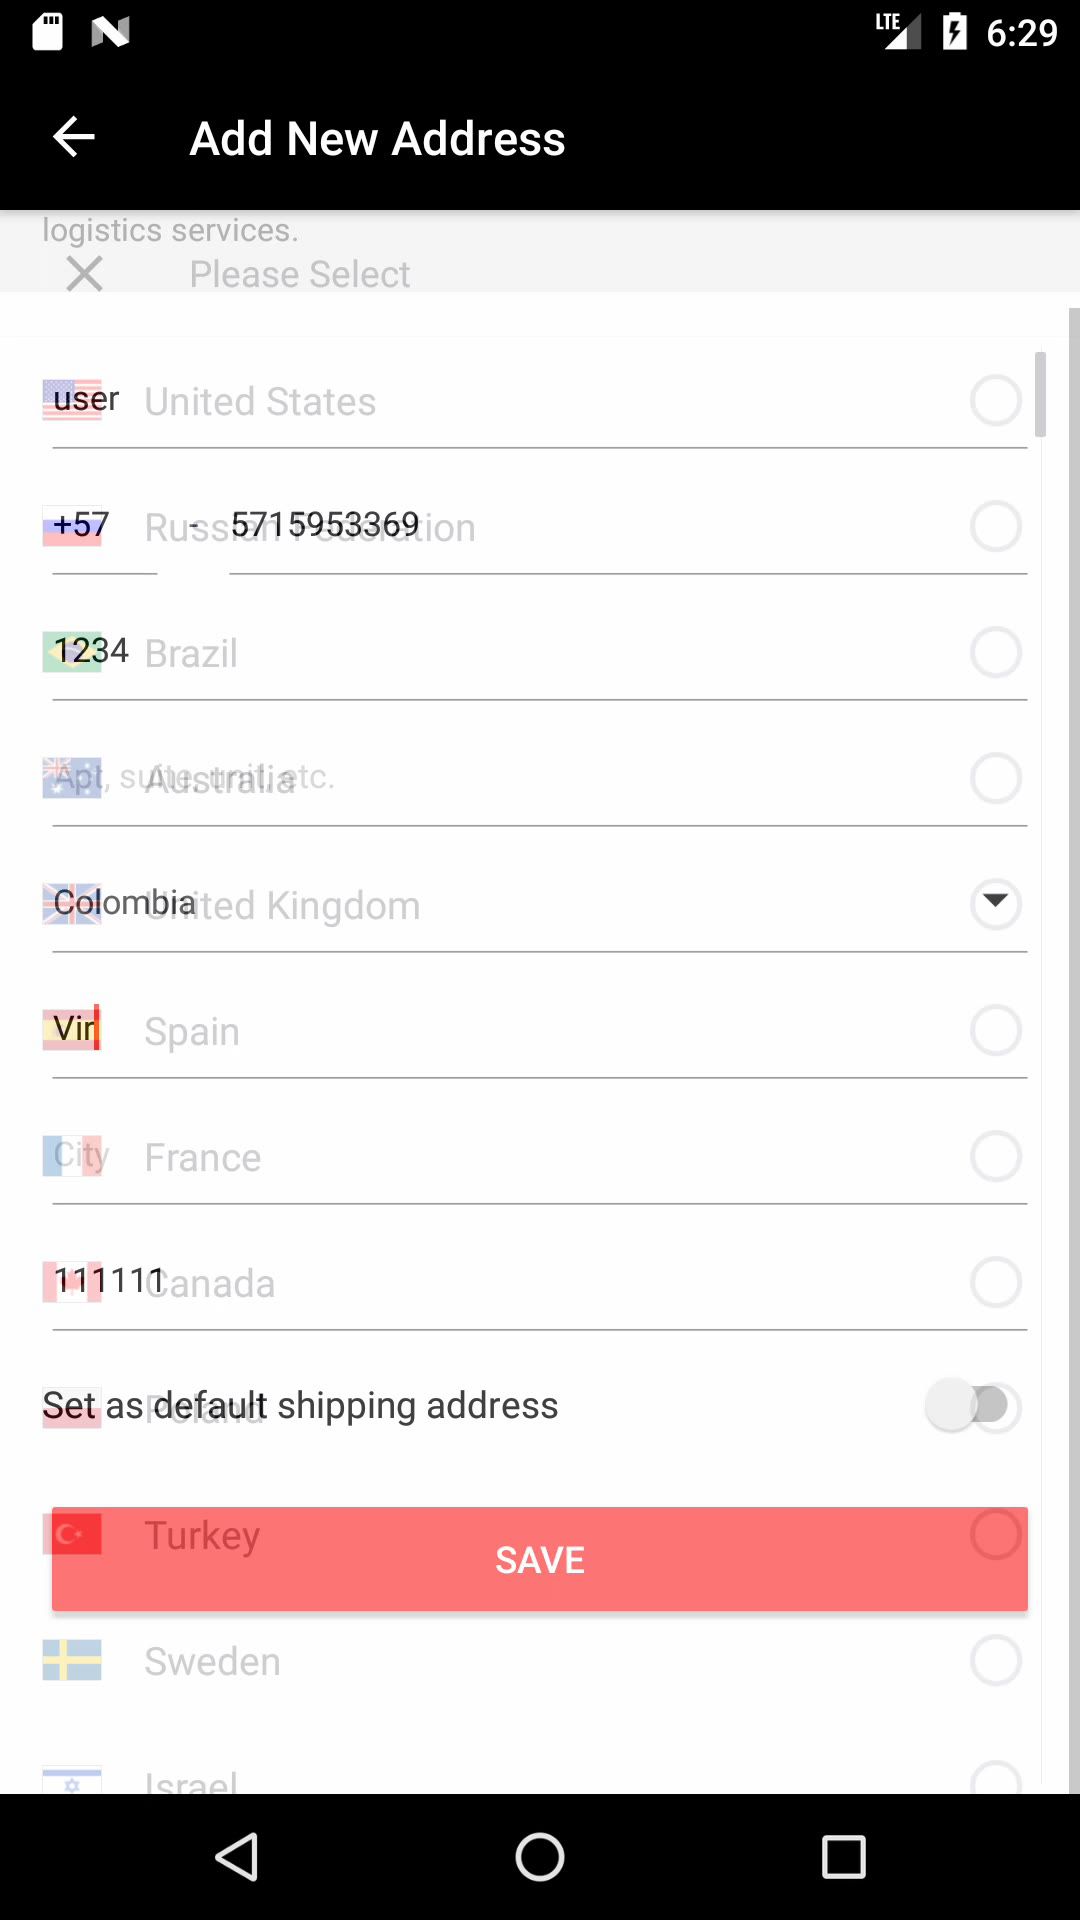 LTE 6:29
Add New Address
logistics services.
Please Select
user United States
+57 - 5715953369 Russian Federation
1234 Brazil
Apt, suite, unit, etc. Australia
Colombia United Kingdom
Vir Spain
City France
111111 Canada
Set as default shipping address Poland
Turkey
SAVE
Sweden
Israel